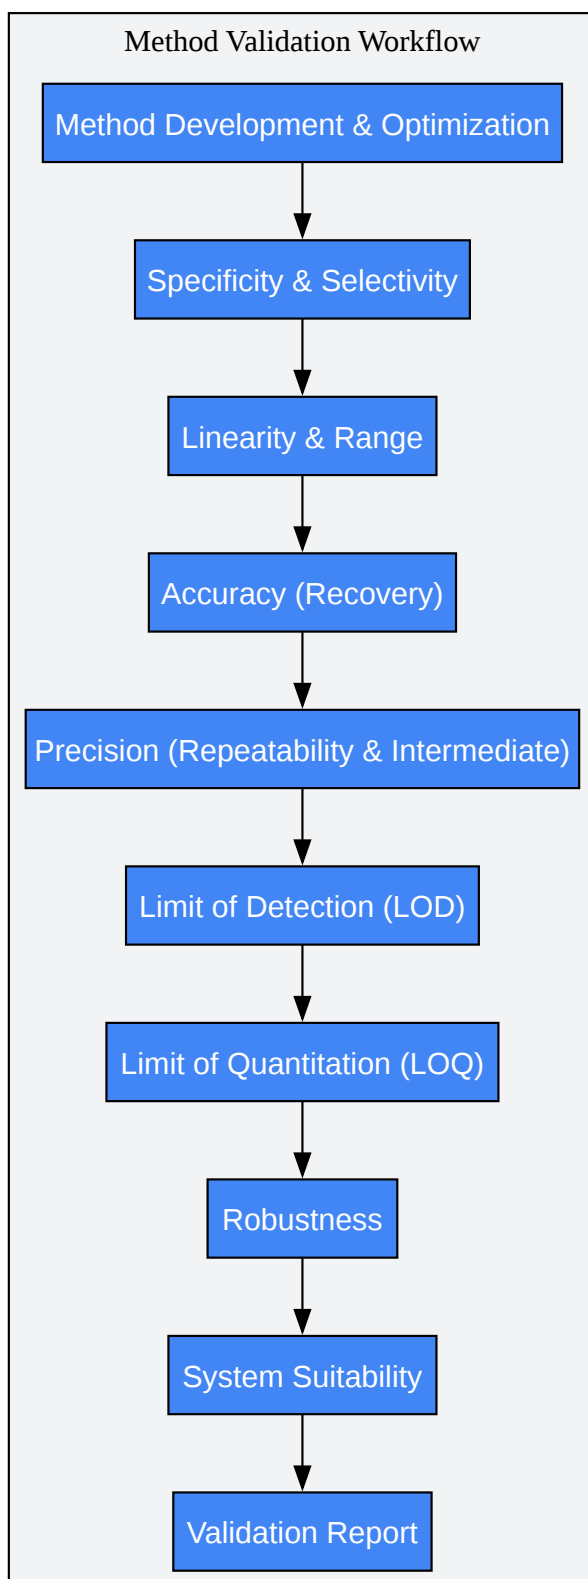 Method Validation Workflow
Method Development & Optimization
Specificity & Selectivity
Linearity & Range
Accuracy (Recovery)
Precision (Repeatability & Intermediate)
Limit of Detection (LOD)
Limit of Quantitation (LOQ)
Robustness
System Suitability
Validation Report